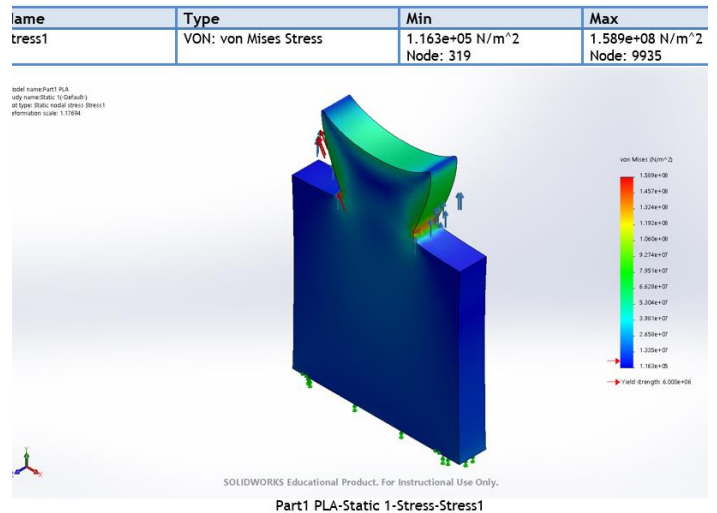 lame Type Min Max
tress1 VON: von Mises Stress 1.163e+05 N/m^2 1.589e+08 N/m^2
Node: 319 Node: 9935
odel name:Part1 PLA
udy name:Static 1(-Default-)
ot type: Static nodal stress Stress1
eformation scale: 1.17694
von Mises (N/m^2)
1.589e+08
1.457e+08
1.324e+08
1.192e+08
1.060e+08
9.274e+07
7.951e+07
6.628e+07
5.304e+07
3.981e+07
2.658e+07
1.335e+07
1.163e+05
Yield strength: 6.000e+06
SOLIDWORKS Educational Product. For Instructional Use Only.
Part1 PLA-Static 1-Stress-Stress1